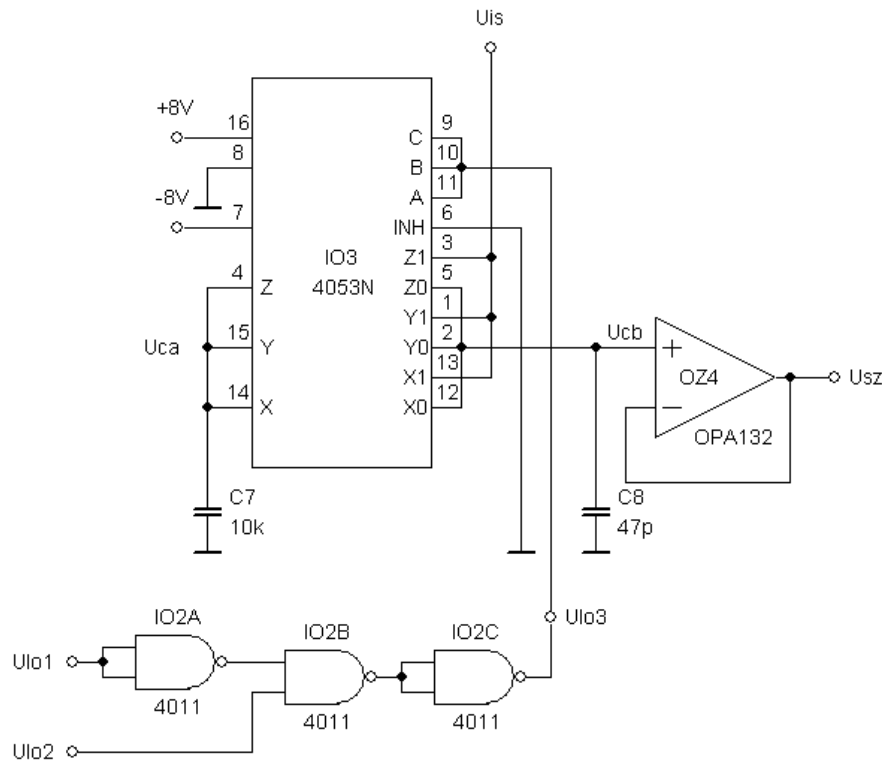 Uis
+8V
16
8
-8V
7
4
Z
Uca
15
Y
14
X
IO3
4053N
C
9
B
10
A
11
INH
6
Z1
3
Z0
5
Y1
1
Y0
2
X1
13
X0
12
Ucb
+
−
OZ4
OPA132
Usz
C7
10k
C8
47p
Ulo3
IO2A
4011
IO2B
4011
IO2C
4011
Ulo1
Ulo2